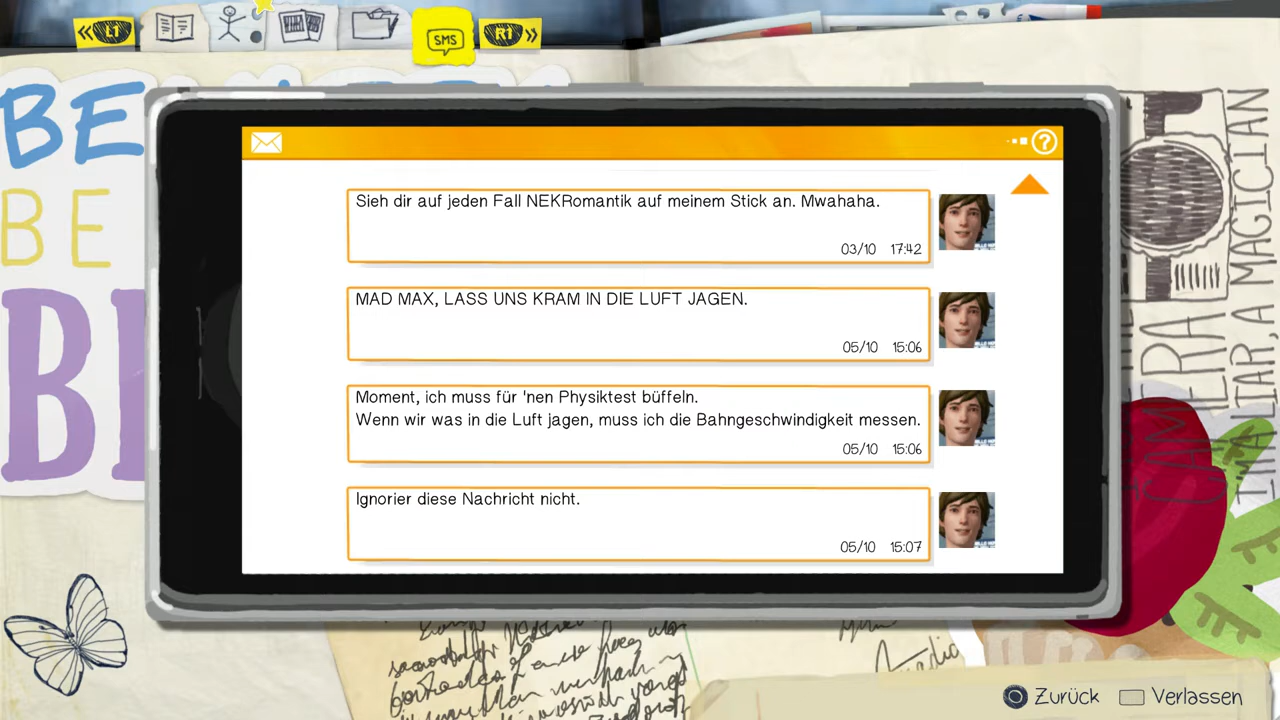 L1
SMS
R1
BE
BE
B
Sieh dir auf jeden Fall NEKRomantik auf meinem Stick an. Mwahaha.
03/10 17:42
MAD MAX, LASS UNS KRAM IN DIE LUFT JAGEN.
05/10 15:06
Moment, ich muss für 'nen Physiktest büffeln.
Wenn wir was in die Luft jagen, muss ich die Bahngeschwindigkeit messen.
05/10 15:06
Ignorier diese Nachricht nicht.
05/10 15:07
A MAGICIAN
Zurück
Verlassen